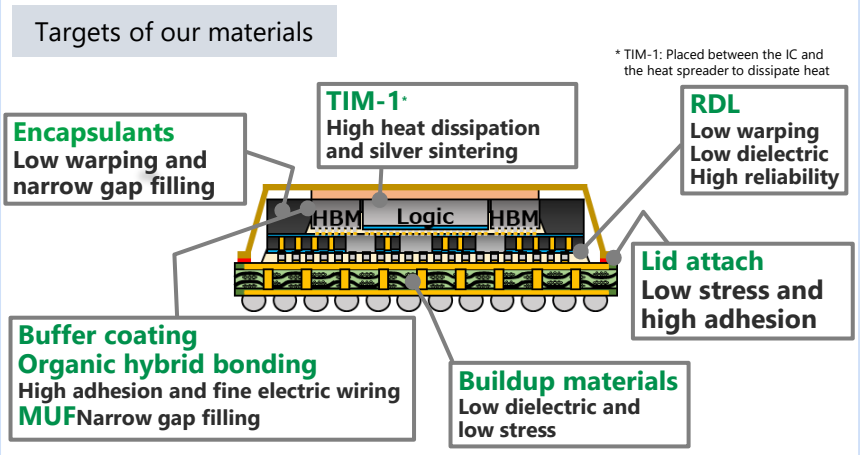 Targets of our materials
* TIM-1: Placed between the IC and
the heat spreader to dissipate heat
TIM-1*
High heat dissipation
and silver sintering
RDL
Low warping
Low dielectric
High reliability
Encapsulants
Low warping and
narrow gap filling
HBM
Logic
HBM
Lid attach
Low stress and
high adhesion
Buffer coating
Organic hybrid bonding
High adhesion and fine electric wiring
MUFNarrow gap filling
Buildup materials
Low dielectric and
low stress